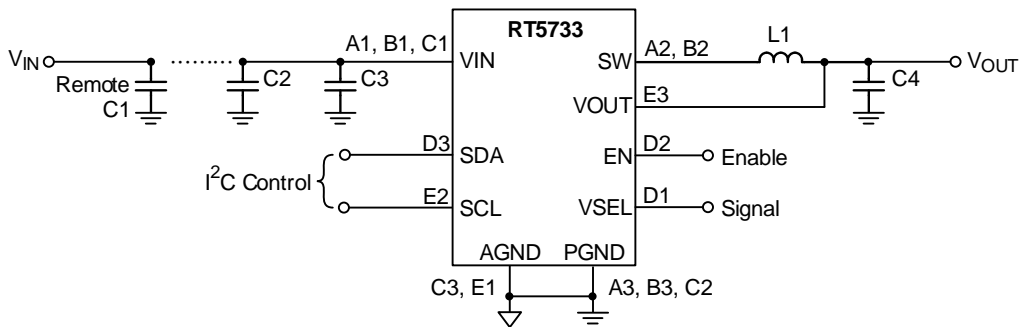 RT5733
VIN
A1, B1, C1
VIN
Remote
C1
C2
C3
SW
A2, B2
L1
VOUT
C4
VOUT
E3
D3
SDA
I2C Control
E2
SCL
EN
D2
Enable
VSEL
D1
Signal
AGND
PGND
C3, E1
A3, B3, C2